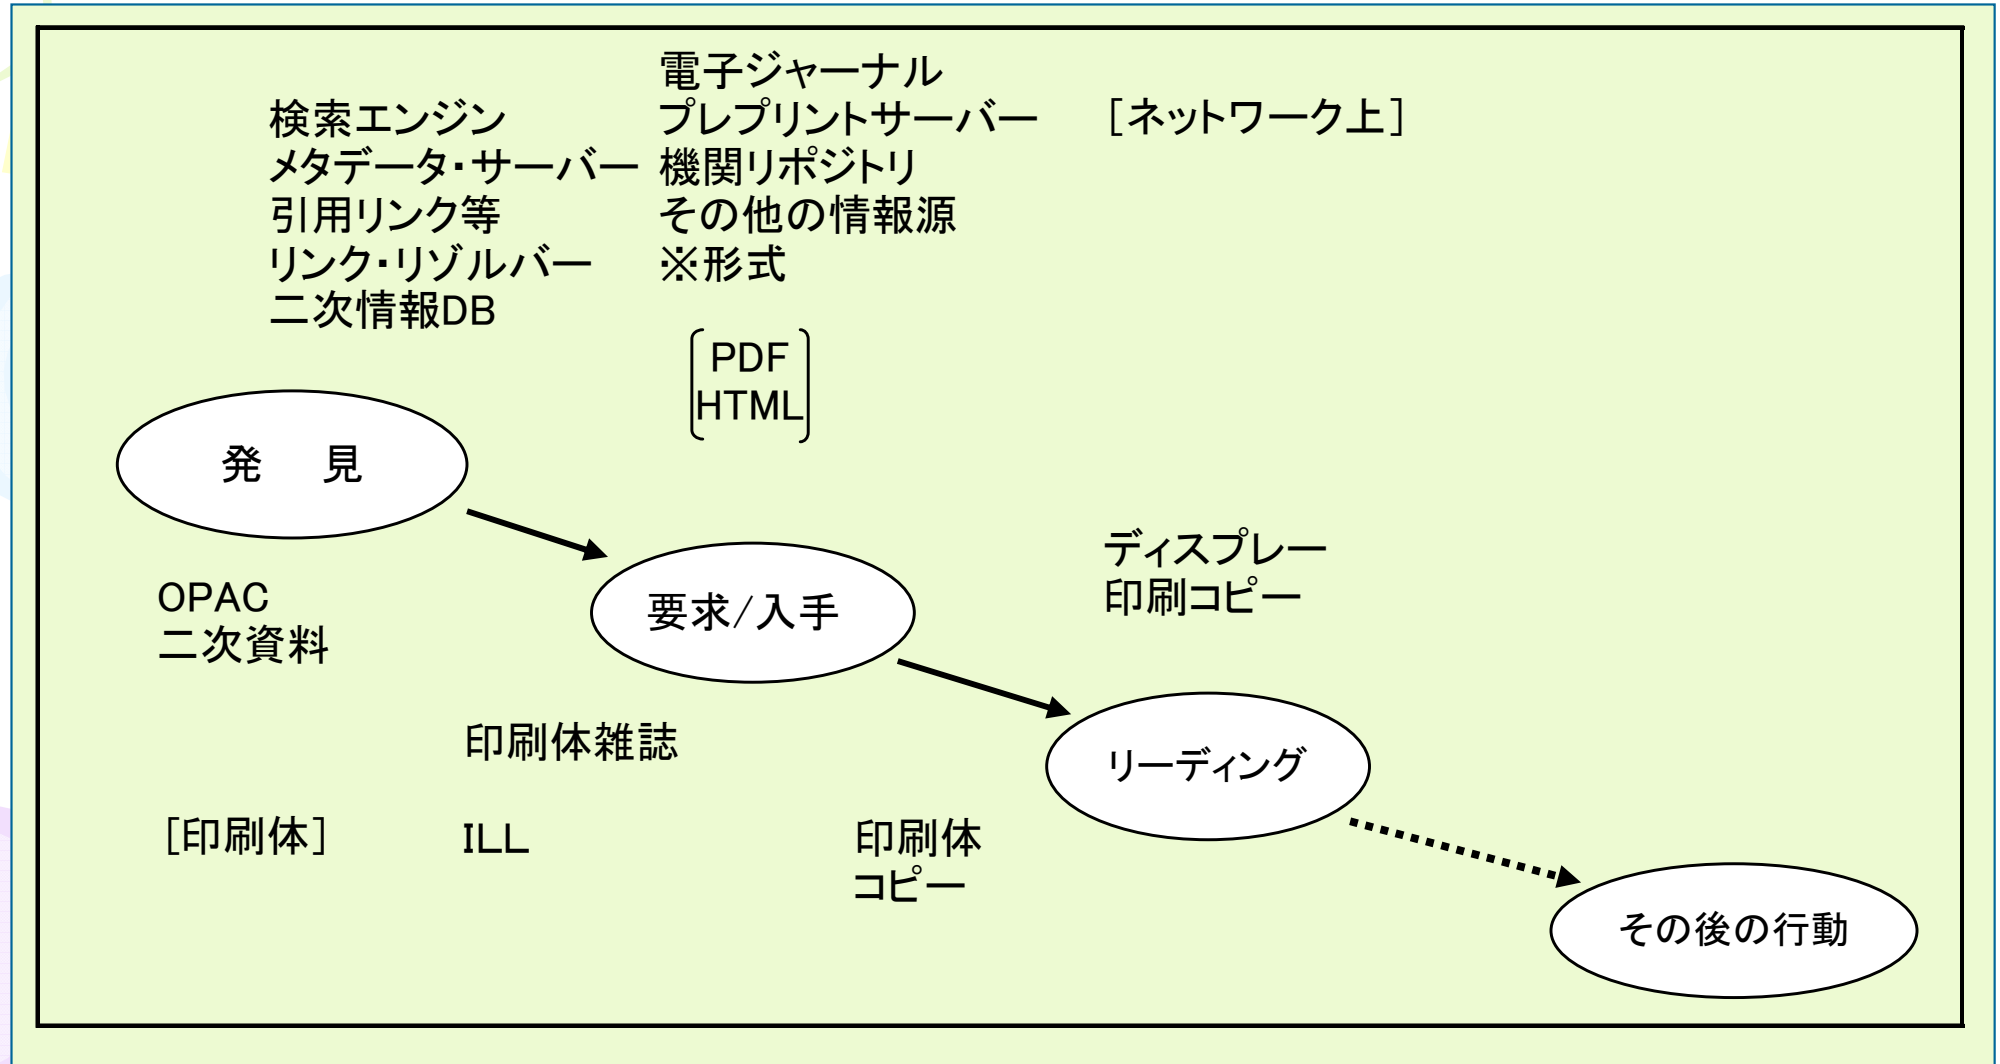 検索エンジン
メタデータ・サーバー
引用リンク等
リンク・リゾルバー
二次情報DB
電子ジャーナル
プレプリントサーバー
機関リポジトリ
その他の情報源
※形式
PDF
HTML
［ネットワーク上］
発　見
要求/入手
ディスプレー
印刷コピー
OPAC
二次資料
印刷体雑誌
リーディング
［印刷体］
ILL
印刷体
コピー
その後の行動